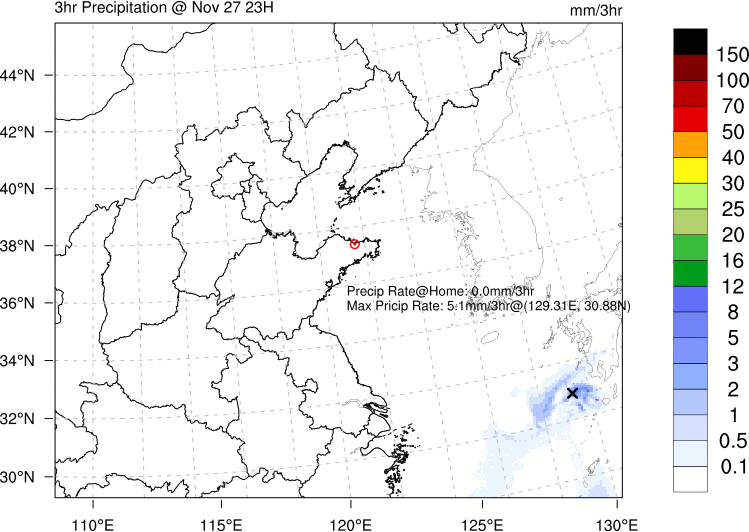 3hr Precipitation @ Nov 27 23H
mm/3hr
150
100
70
50
40
30
25
20
16
12
8
5
3
2
1
0.5
0.1
44°N
42°N
40°N
38°N
36°N
34°N
32°N
30°N
Precip Rate@Home: 0.0mm/3hr
Max Pricip Rate: 5.1mm/3hr@(129.31E, 30.88N)
110°E
115°E
120°E
125°E
130°E